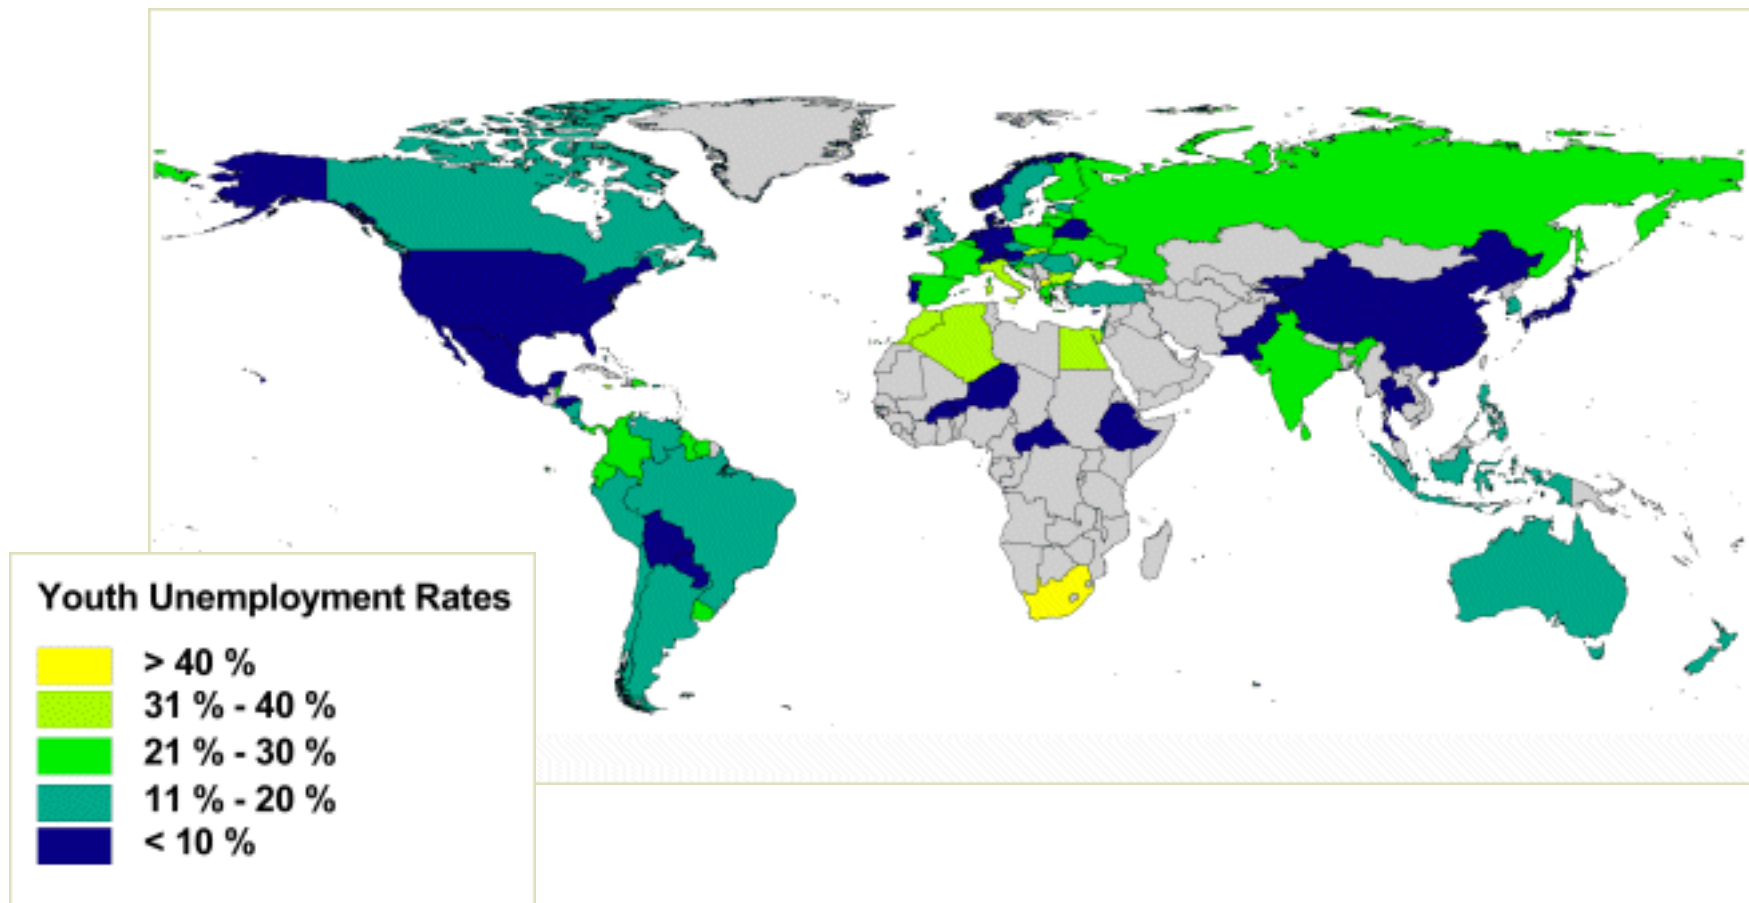 Youth Unemployment Rates
> 40 %
31 % - 40 %
21 % - 30 %
11 % - 20 %
< 10 %